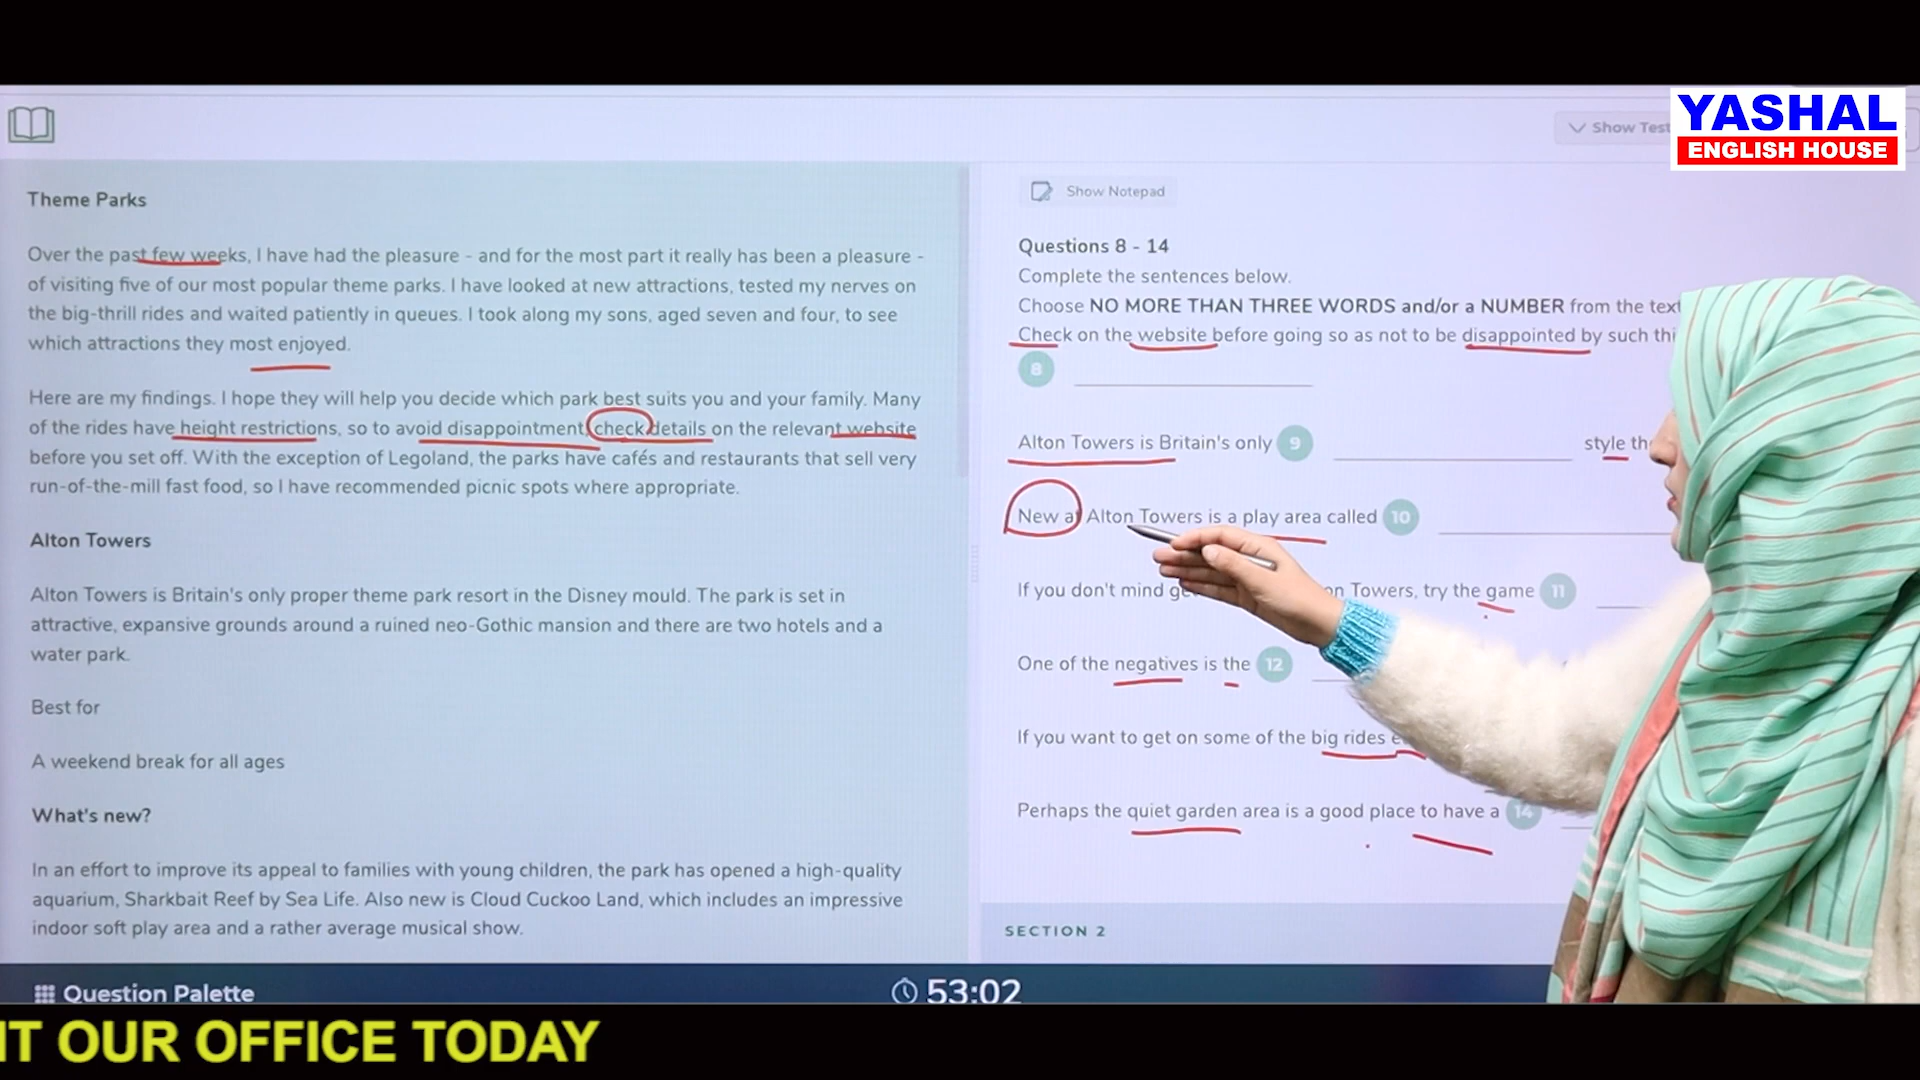 YASHAL
ENGLISH HOUSE
Show Test
Theme Parks
Over the past few weeks, I have had the pleasure - and for the most part it really has been a pleasure -
of visiting five of our most popular theme parks. I have looked at new attractions, tested my nerves on
the big-thrill rides and waited patiently in queues. I took along my sons, aged seven and four, to see
which attractions they most enjoyed.
Here are my findings. I hope they will help you decide which park best suits you and your family. Many
of the rides have height restrictions, so to avoid disappointment, check details on the relevant website
before you set off. With the exception of Legoland, the parks have cafés and restaurants that sell very
run-of-the-mill fast food, so I have recommended picnic spots where appropriate.
Alton Towers
Alton Towers is Britain's only proper theme park resort in the Disney mould. The park is set in
attractive, expansive grounds around a ruined neo-Gothic mansion and there are two hotels and a
water park.
Best for
A weekend break for all ages
What's new?
In an effort to improve its appeal to families with young children, the park has opened a high-quality
aquarium, Sharkbait Reef by Sea Life. Also new is Cloud Cuckoo Land, which includes an impressive
indoor soft play area and a rather average musical show.
Show Notepad
Questions 8 - 14
Complete the sentences below.
Choose NO MORE THAN THREE WORDS and/or a NUMBER from the text
Check on the website before going so as not to be disappointed by such thi
8
Alton Towers is Britain's only 9 style th
New at Alton Towers is a play area called 10
If you don't mind ge on Towers, try the game 11
One of the negatives is the 12
If you want to get on some of the big rides e
Perhaps the quiet garden area is a good place to have a 14
SECTION 2
Question Palette
53:02
IT OUR OFFICE TODAY